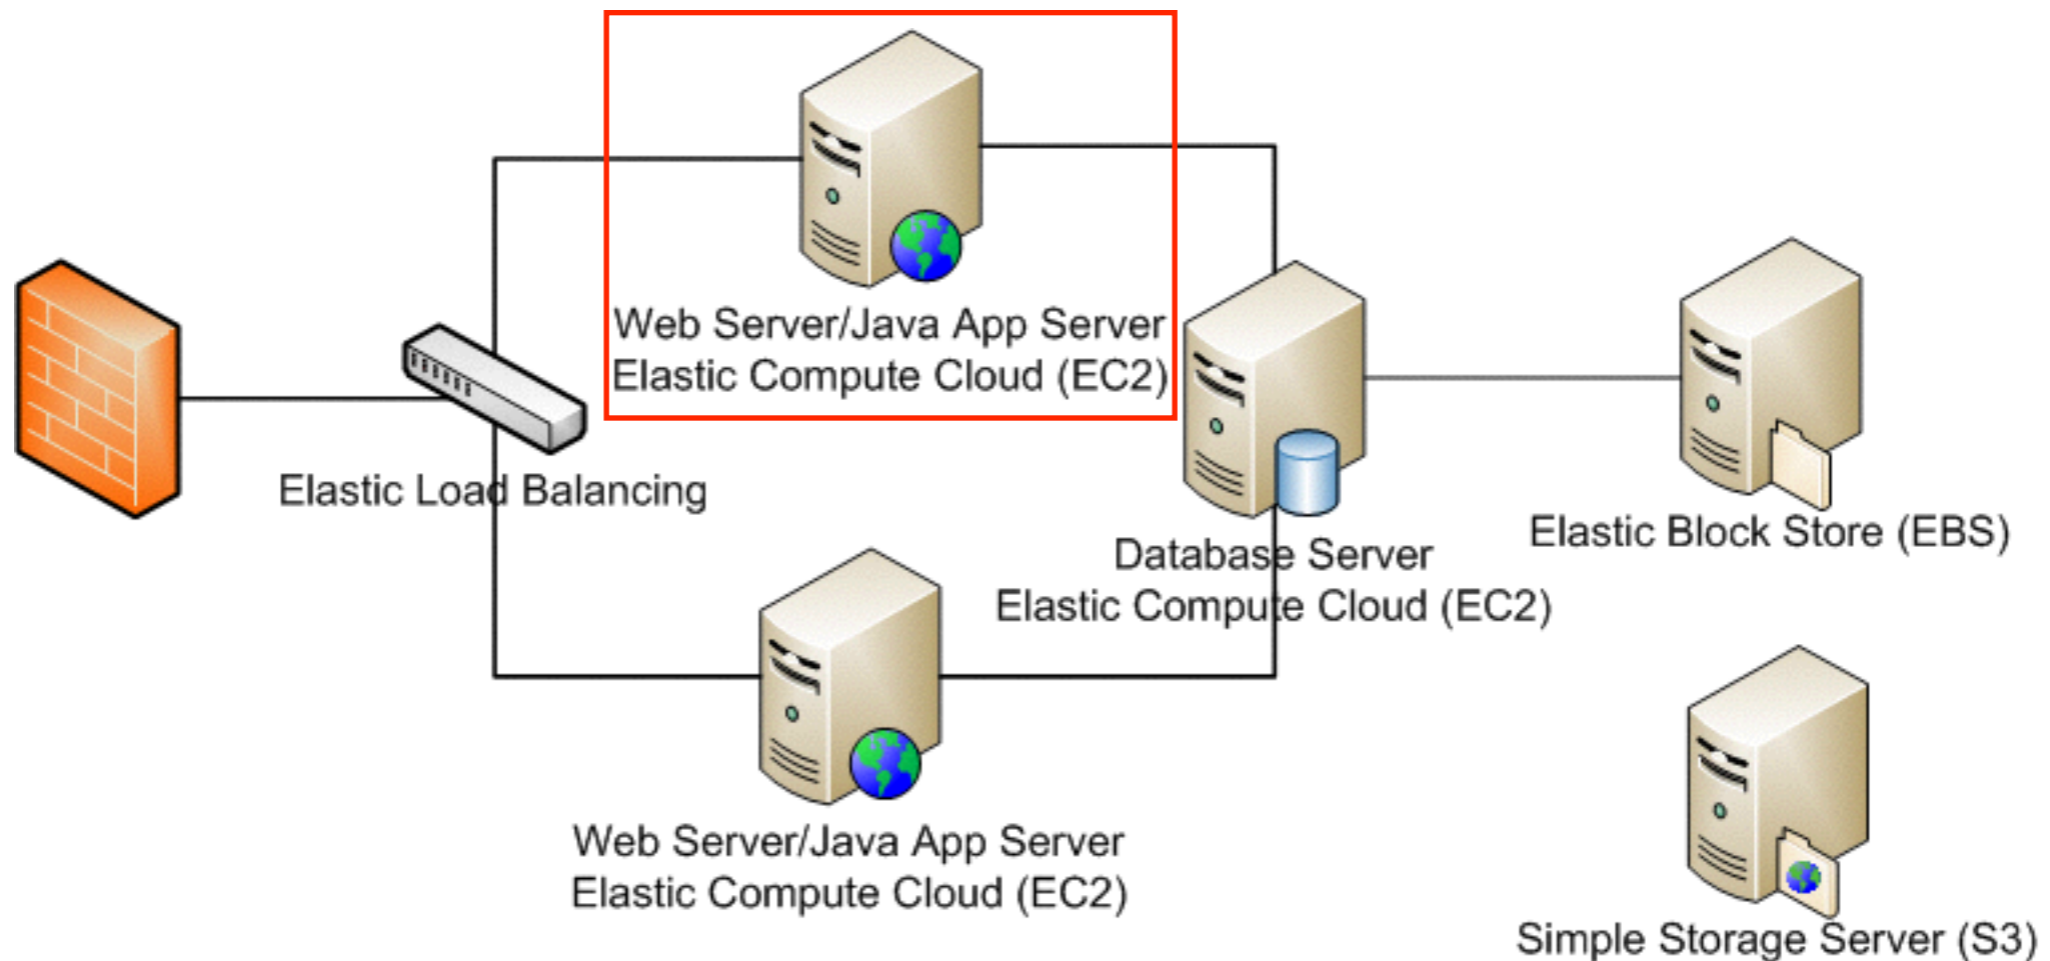 Web Server/Java App Server
Elastic Compute Cloud (EC2)
Elastic Load Balancing
Database Server
Elastic Compute Cloud (EC2)
Elastic Block Store (EBS)
Web Server/Java App Server
Elastic Compute Cloud (EC2)
Simple Storage Server (S3)